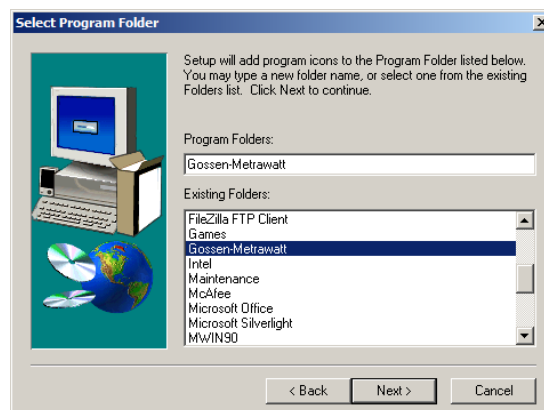 Select Program Folder
Setup will add program icons to the Program Folder listed below.
You may type a new folder name, or select one from the existing
Folders list. Click Next to continue.
Program Folders:
Gossen-Metrawatt
Existing Folders:
FileZilla FTP Client
Games
Gossen-Metrawatt
Intel
Maintenance
McAfee
Microsoft Office
Microsoft Silverlight
MWIN90
< Back
Next >
Cancel